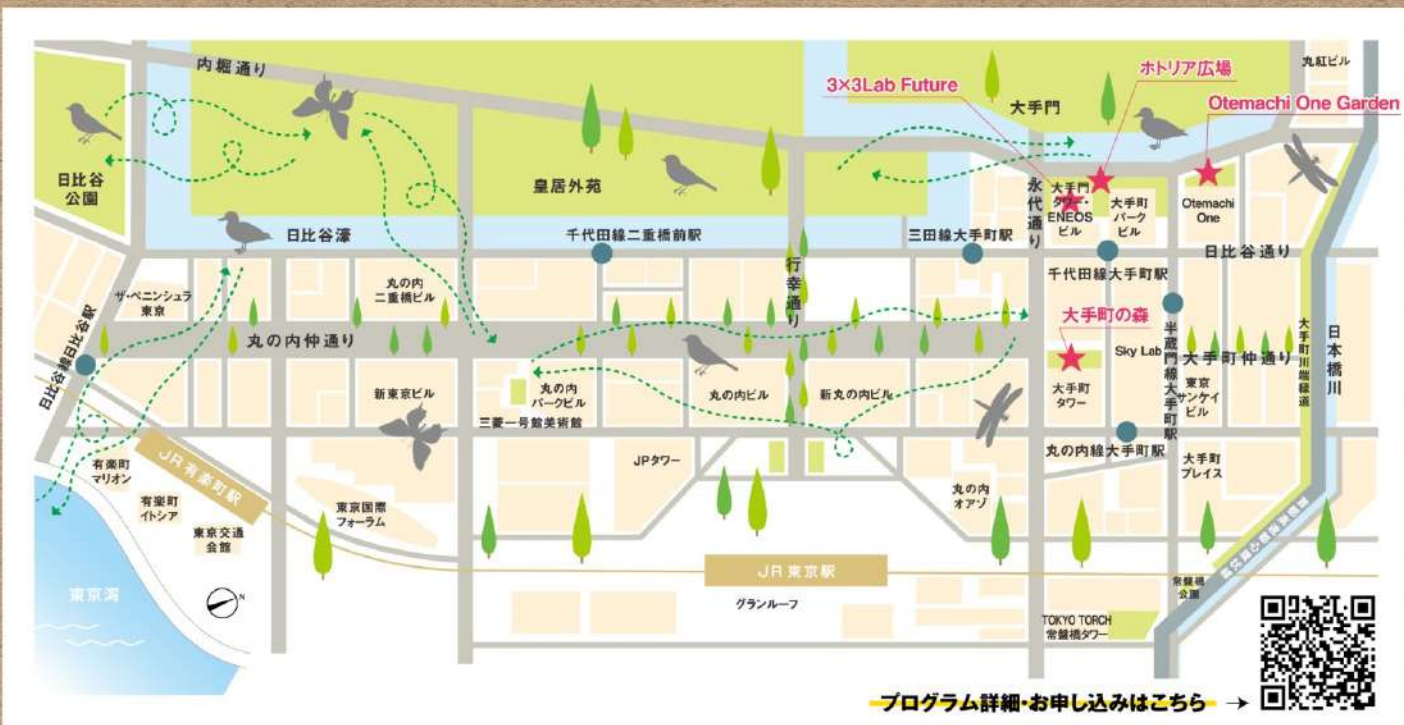 内堀通り
3×3Lab Future
ホトリア広場
丸紅ビル
Otemachi One Garden
大手門
日比谷
公園
皇居外苑
永代通り
大手門
タワー・
ENEOS
ビル
大手町
パーク
ビル
Otemachi
One
日比谷濠
千代田線二重橋前駅
三田線大手町駅
日比谷通り
千代田線大手町駅
行幸通り
ザ・ペニンシュラ
東京
丸の内
二重橋ビル
日比谷線日比谷駅
丸の内仲通り
大手町の森
Sky Lab
半蔵門線大手町駅
大手町仲通り
大手町川端緑道
日本橋川
新東京ビル
丸の内
パークビル
三菱一号館美術館
丸の内ビル
新丸の内ビル
大手町
タワー
東京
サンケイ
ビル
丸の内線大手町駅
有楽町
マリオン
JR有楽町駅
有楽町
イトシア
東京交通
会館
東京国際
フォーラム
JPタワー
丸の内
オアゾ
大手町
プレイス
東京湾
N
JR東京駅
グランルーフ
常盤橋
公園
TOKYO TORCH
常盤橋タワー
プログラム詳細・お申し込みはこちら →